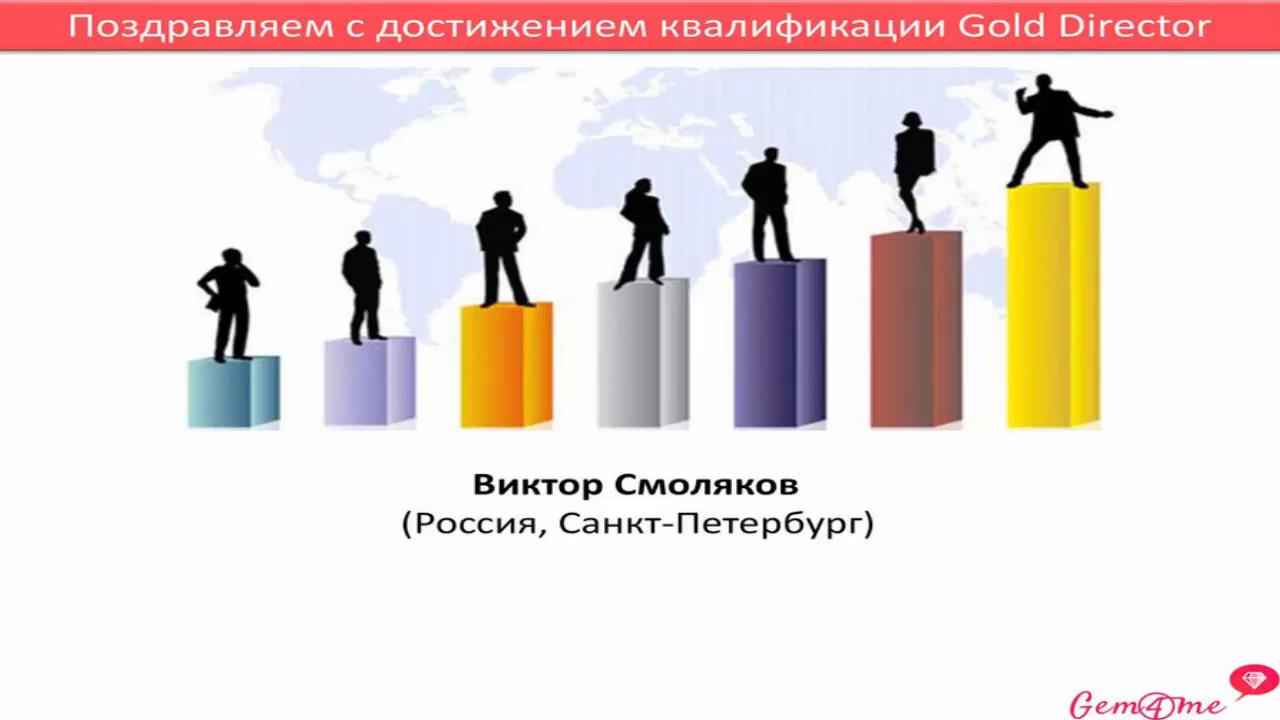 Поздравляем с достижением квалификации Gold Director
Виктор Смоляков
(Россия, Санкт-Петербург)
Gem4me